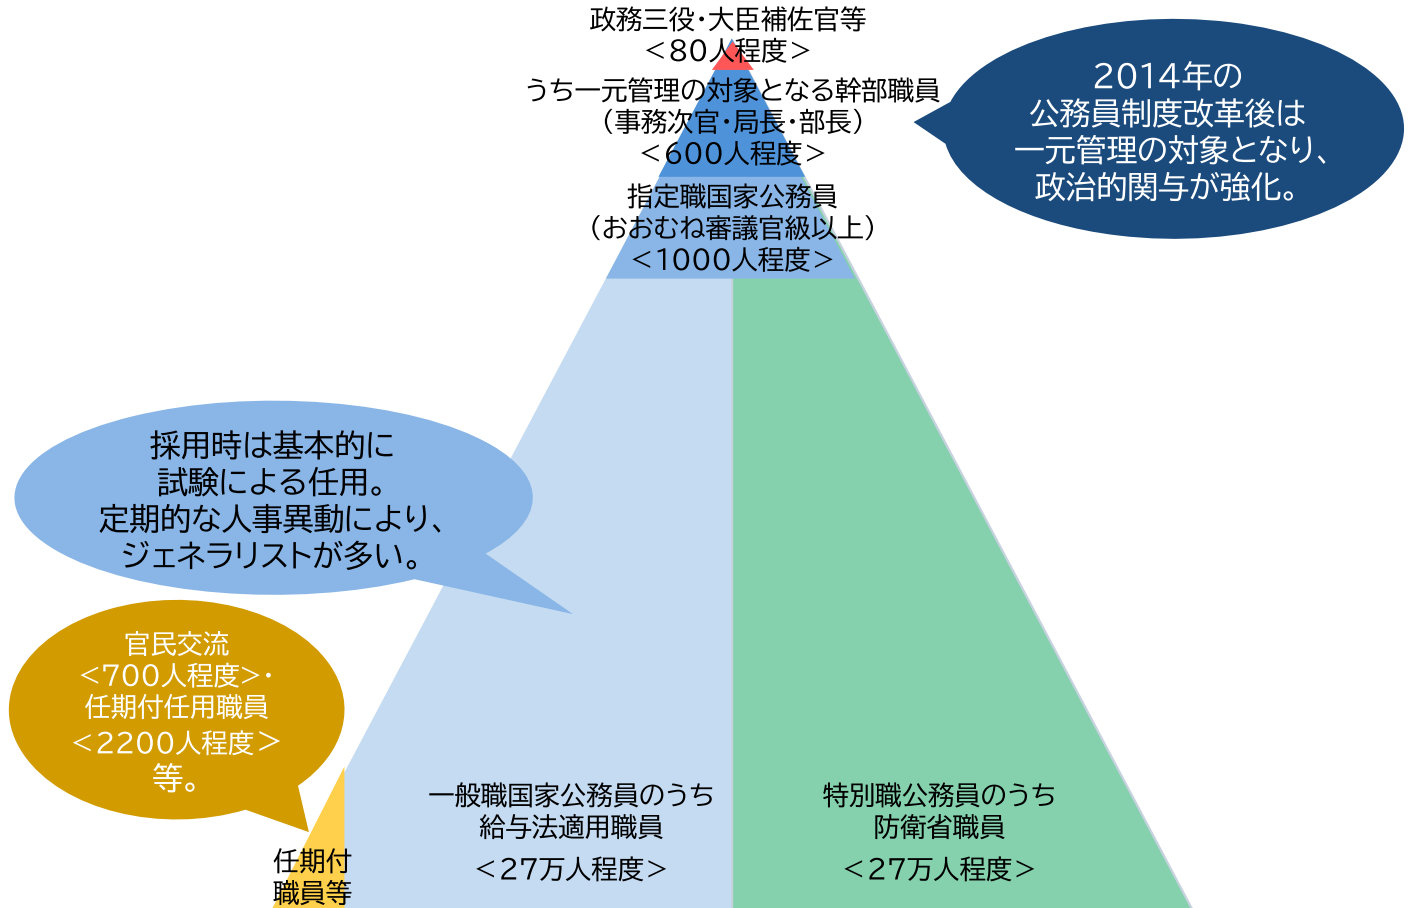 政務三役・大臣補佐官等
＜80人程度＞
うち一元管理の対象となる幹部職員
（事務次官・局長・部長）
＜600人程度＞
指定職国家公務員
（おおむね審議官級以上）
＜1000人程度＞
2014年の
公務員制度改革後は
一元管理の対象となり、
政治的関与が強化。
採用時は基本的に
試験による任用。
定期的な人事異動により、
ジェネラリストが多い。
官民交流
＜700人程度＞・
任期付任用職員
＜2200人程度＞
等。
任期付
職員等
一般職国家公務員のうち
給与法適用職員
＜27万人程度＞
特別職公務員のうち
防衛省職員
＜27万人程度＞